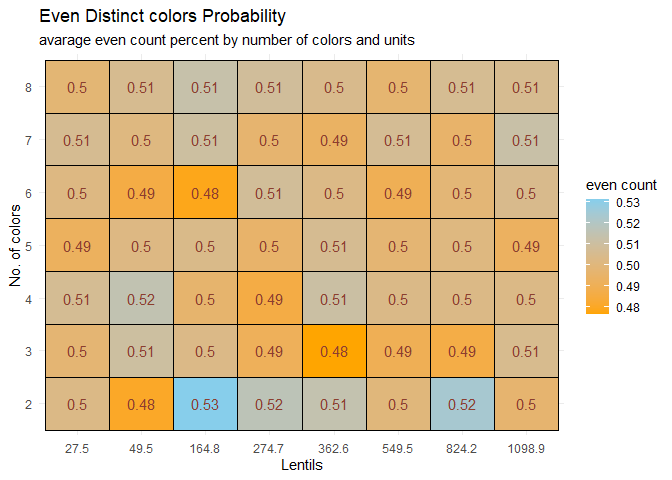 Even Distinct colors Probability
avarage even count percent by number of colors and units
No. of colors
8 0.5 0.51 0.51 0.51 0.5 0.5 0.51 0.51
7 0.51 0.5 0.51 0.5 0.49 0.51 0.5 0.51
6 0.5 0.49 0.48 0.51 0.5 0.49 0.5 0.5
5 0.49 0.5 0.5 0.5 0.51 0.5 0.5 0.49
4 0.51 0.52 0.5 0.49 0.51 0.5 0.5 0.5
3 0.5 0.51 0.5 0.5 0.48 0.49 0.49 0.51
2 0.5 0.48 0.53 0.52 0.51 0.5 0.52 0.5
27.5 49.5 164.8 274.7 362.6 549.5 824.2 1098.9
Lentils
even count
0.53
0.52
0.51
0.50
0.49
0.48